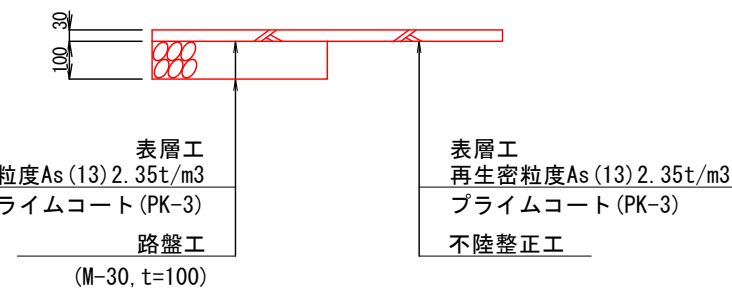 30
100
表層工
粒度As(13)2.35t/m3
ライムコート(PK-3)
路盤工
(M-30,t=100)
表層工
再生密粒度As(13)2.35t/m3
プライムコート(PK-3)
不陸整正工